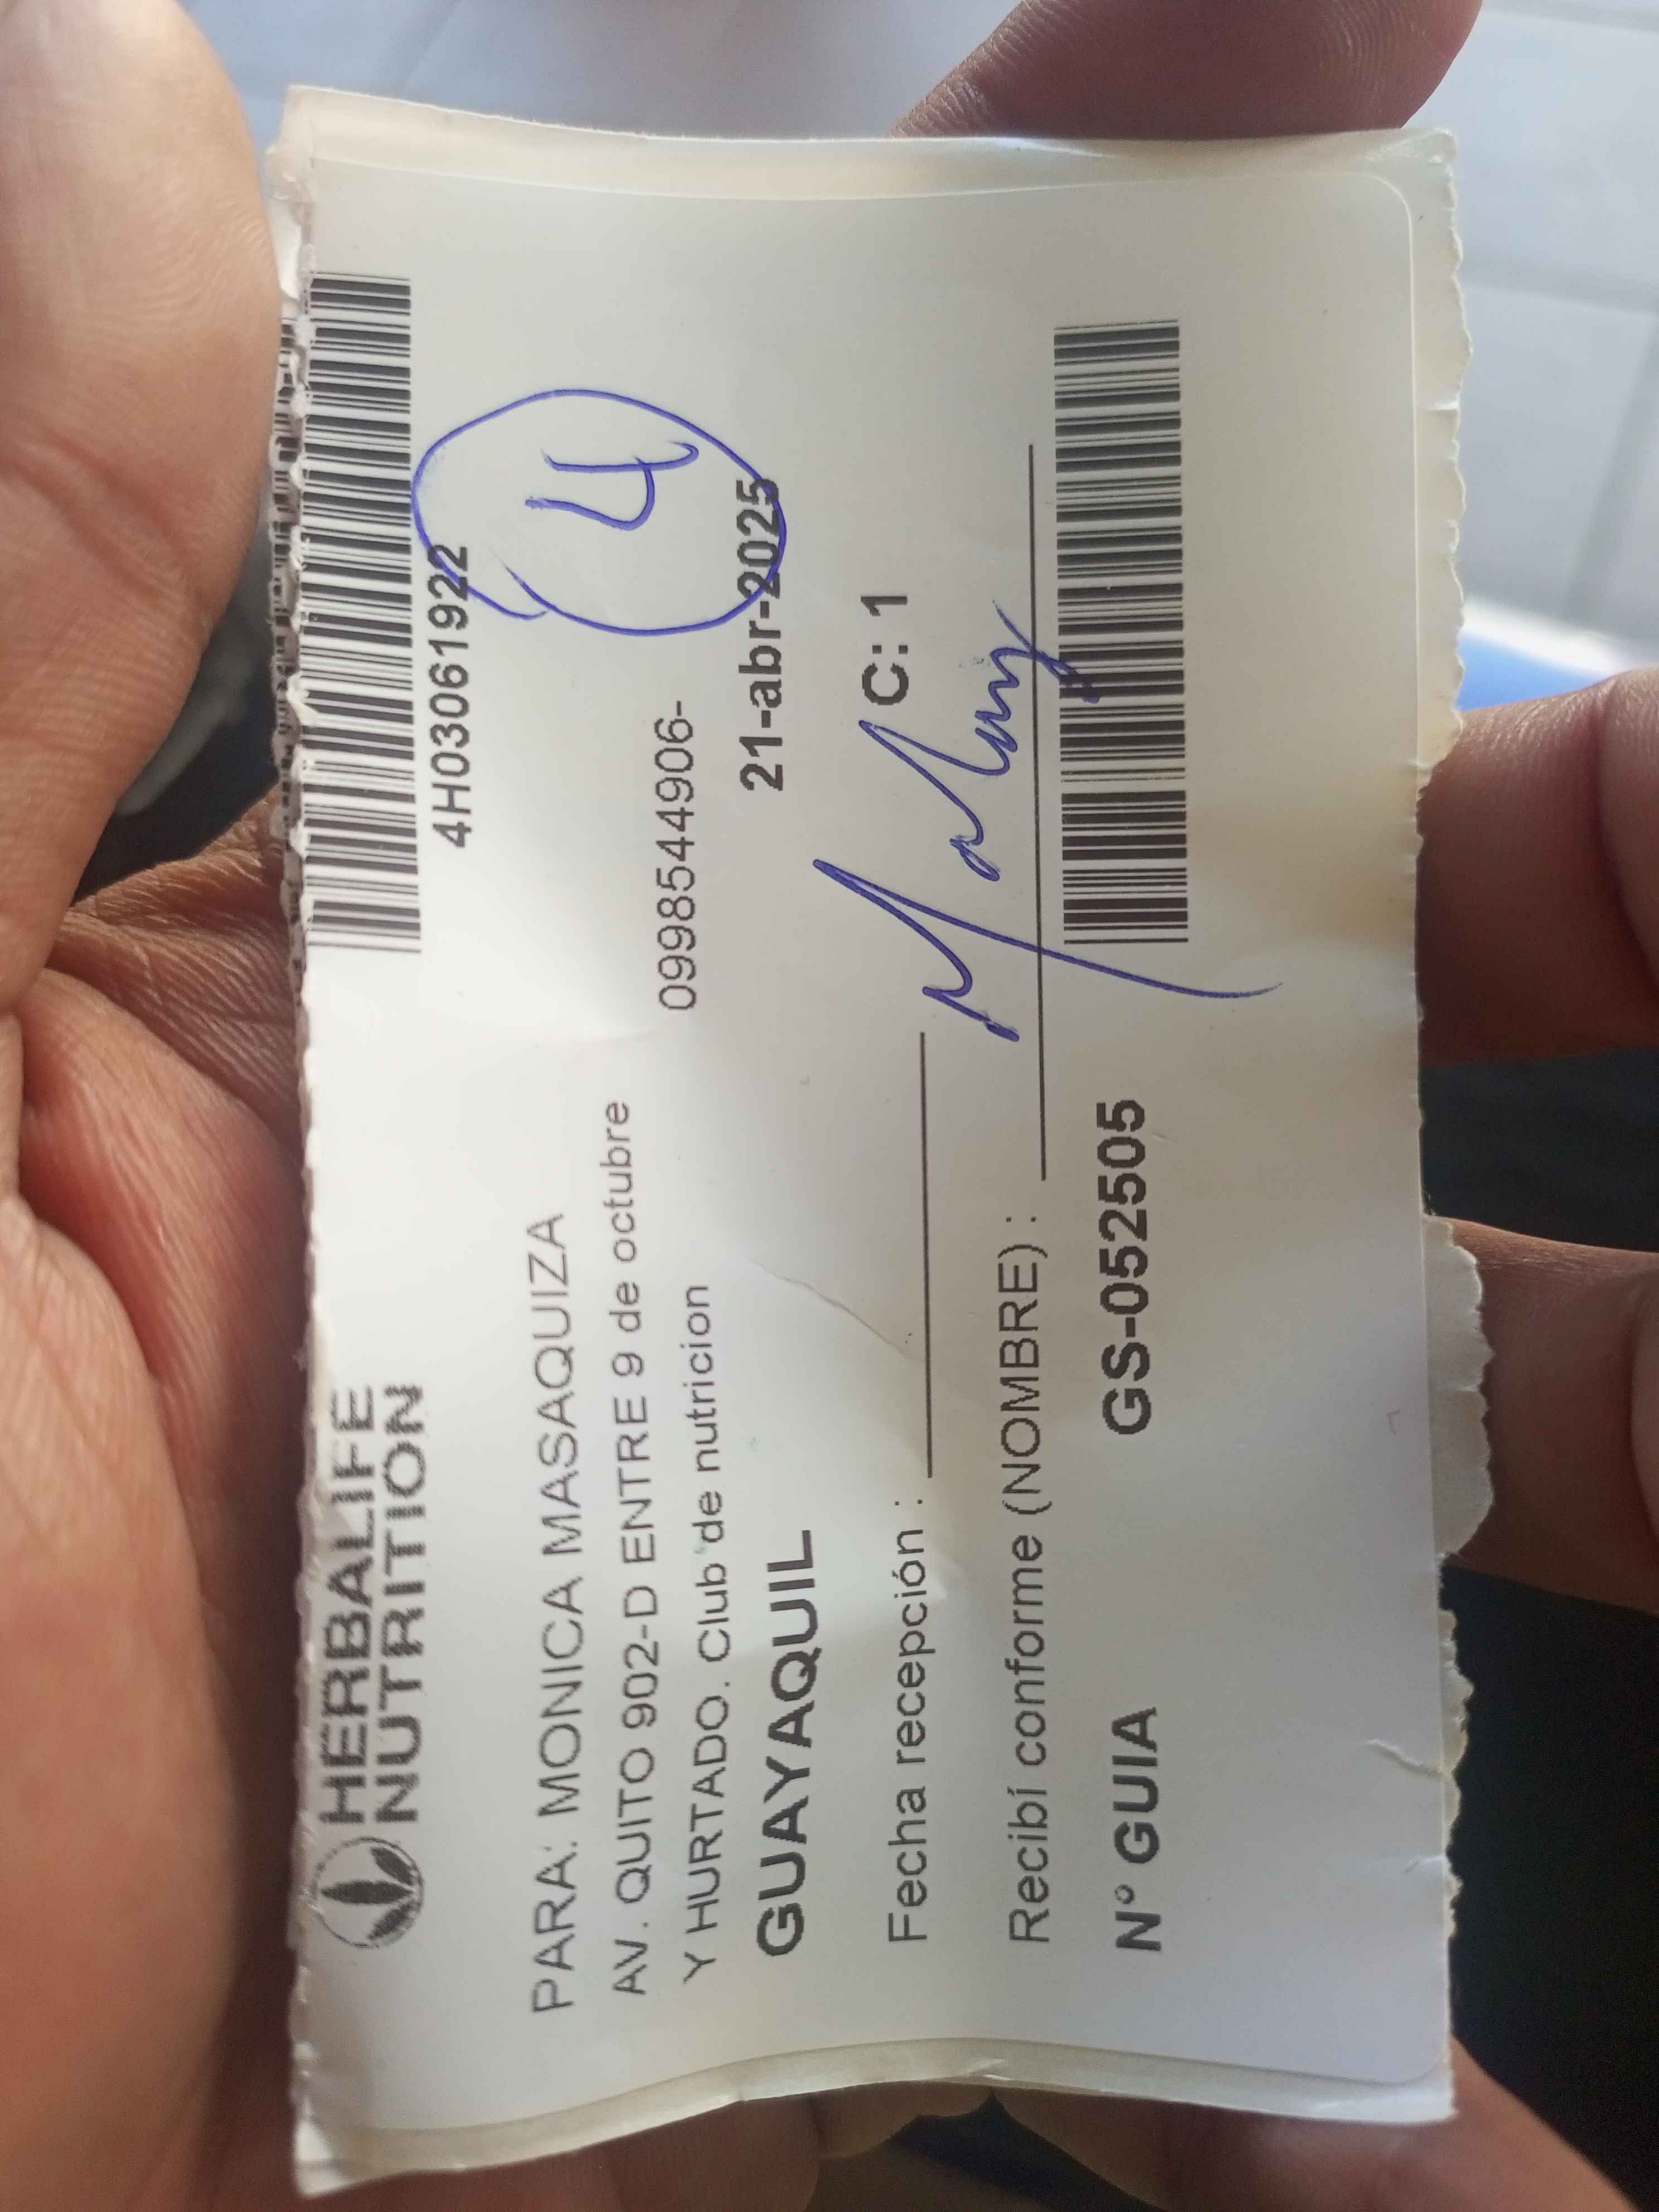 HERBALIFE
NUTRITION
4H03061922
4
PARA: MONICA MASAQUIZA
AV. QUITO 902-D ENTRE 9 de octubre
Y HURTADO. Club de nutricion
0998544906-
GUAYAQUIL
21-abr-2025
Fecha recepción :
C: 1
Recibí conforme (NOMBRE) :
N° GUIA GS-052505